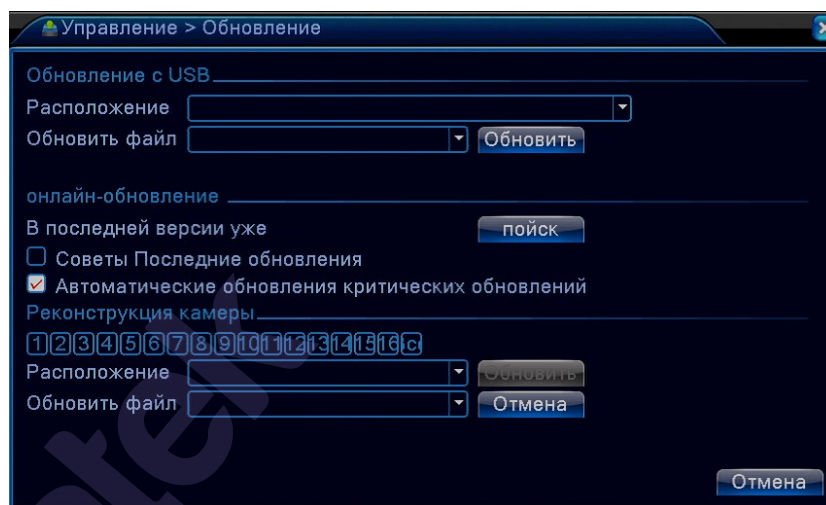 Управление > Обновление
Обновление с USB
Расположение
Обновить файл Обновить
онлайн-обновление
В последней версии уже пойск
Советы Последние обновления
Автоматические обновления критических обновлений
Реконструкция камеры
1 2 3 4 5 6 7 8 9 10 11 12 13 14 15 16
Расположение Обновить
Обновить файл Отмена
Отмена